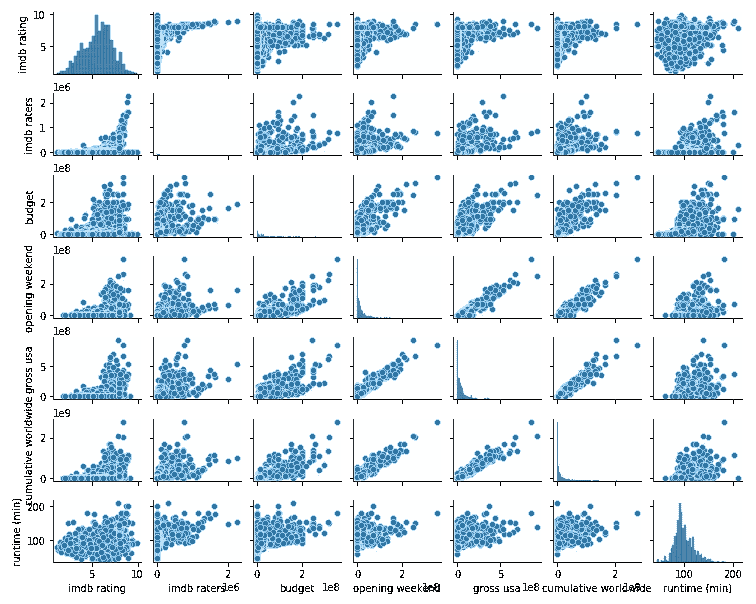 10
5
imdb rating
1e6
2
1
0
imdb raters
1e8
2
0
budget
1e8
2
0
opening weekend
1e8
5
0
gross usa
1e9
2
0
cumulative worldwide
200
100
runtime (min)
5 10
imdb rating
0 2
1e6
imdb raters
0 2
1e8
budget
0 2
1e8
opening weekend
0 5
1e8
gross usa
0 2
1e9
cumulative worldwide
100 200
runtime (min)